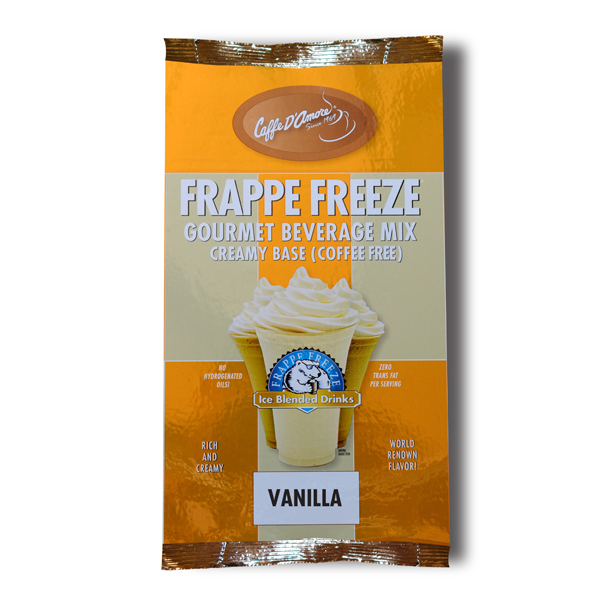 Caffe D'Amore
Since 1969
FRAPPE FREEZE
GOURMET BEVERAGE MIX
CREAMY BASE (COFFEE FREE)
NO
HYDROGENATED
OILS!
ZERO
TRANS FAT
PER SERVING
FRAPPE FREEZE
Ice Blended Drinks
RICH
AND
CREAMY
WORLD
RENOWN
FLAVOR!
VANILLA